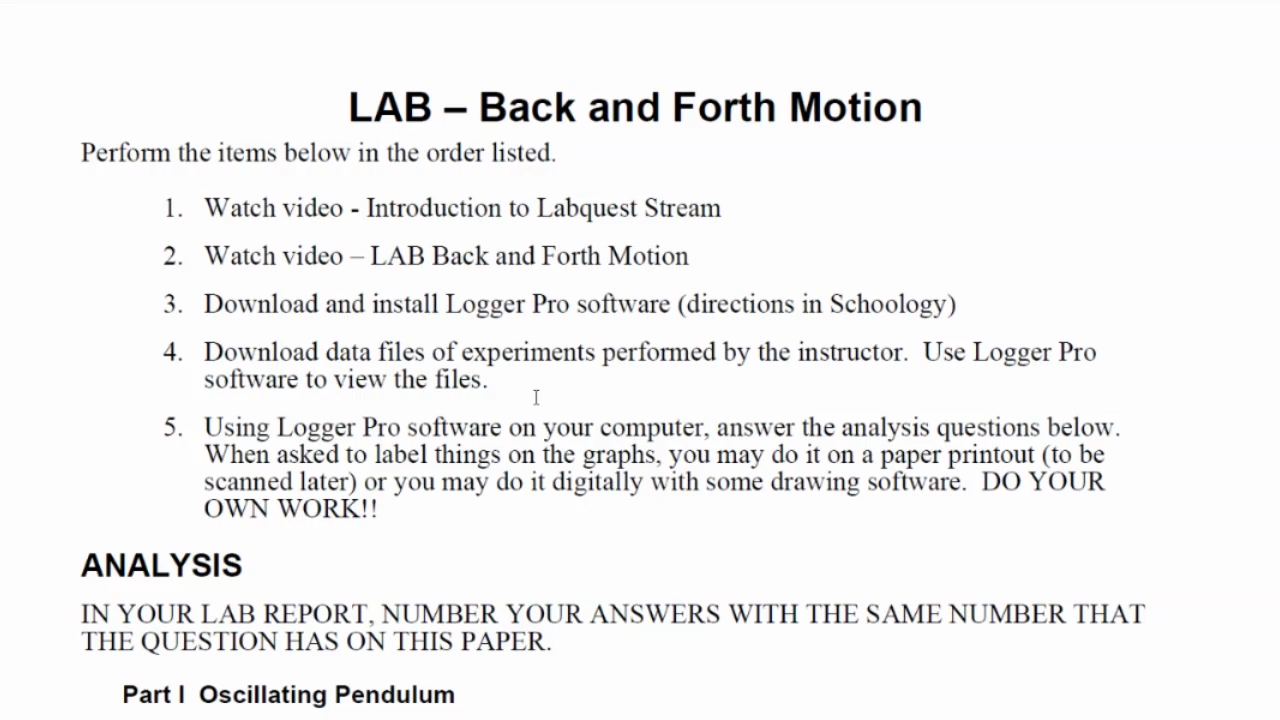 LAB – Back and Forth Motion
Perform the items below in the order listed.
1. Watch video - Introduction to Labquest Stream
2. Watch video – LAB Back and Forth Motion
3. Download and install Logger Pro software (directions in Schoology)
4. Download data files of experiments performed by the instructor. Use Logger Pro
software to view the files.
5. Using Logger Pro software on your computer, answer the analysis questions below.
When asked to label things on the graphs, you may do it on a paper printout (to be
scanned later) or you may do it digitally with some drawing software. DO YOUR
OWN WORK!!
ANALYSIS
IN YOUR LAB REPORT, NUMBER YOUR ANSWERS WITH THE SAME NUMBER THAT
THE QUESTION HAS ON THIS PAPER.
Part I Oscillating Pendulum